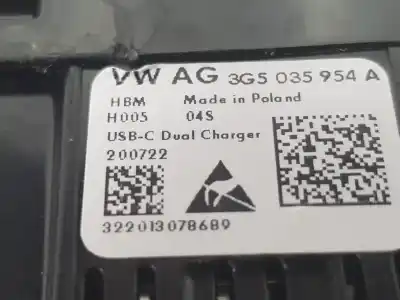 VW AG 3G5 035 954 A
HBM Made in Poland
H005 04S
USB-C Dual Charger
200722
322013078689